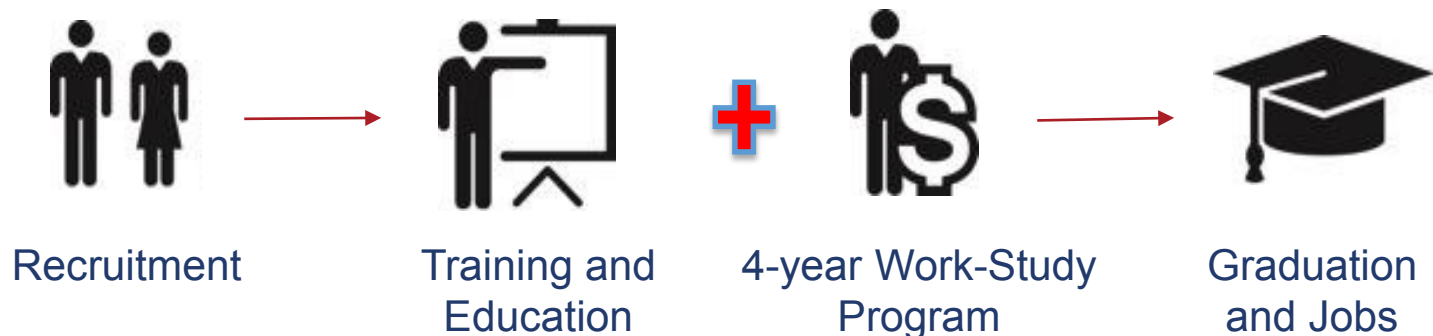 Recruitment
Training and
Education
4-year Work-Study
Program
Graduation
and Jobs